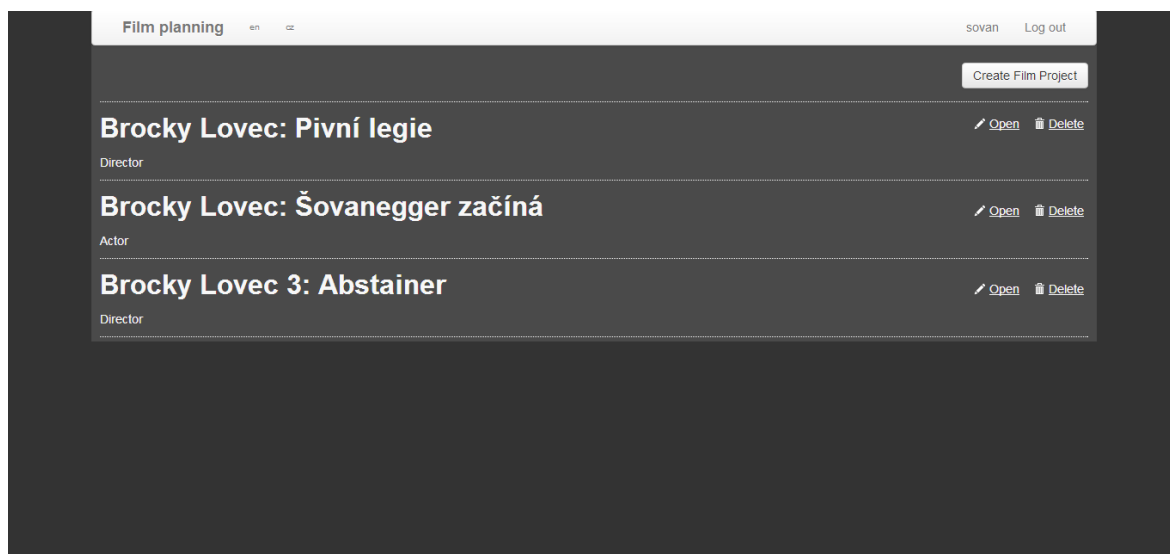 Film planning en cz sovan Log out
Create Film Project
Brocky Lovec: Pivní legie Open Delete
Director
Brocky Lovec: Šovanegger začíná Open Delete
Actor
Brocky Lovec 3: Abstainer Open Delete
Director